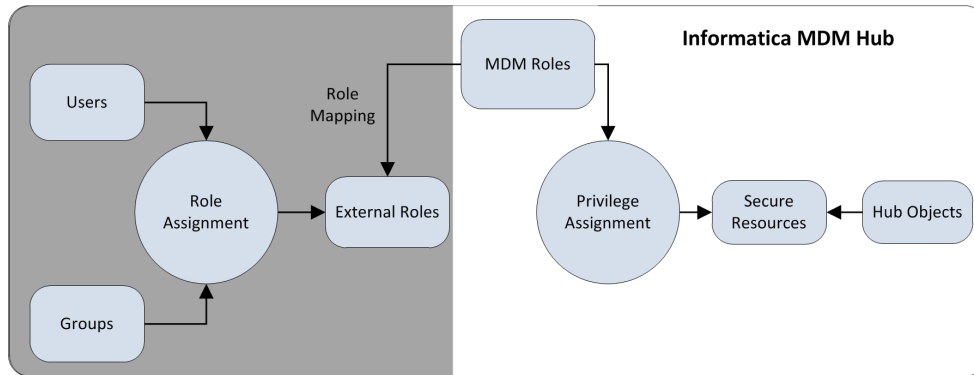 Informatica MDM Hub
MDM Roles
Users
Role
Mapping
Role
Assignment
External Roles
Privilege
Assignment
Secure
Resources
Hub Objects
Groups